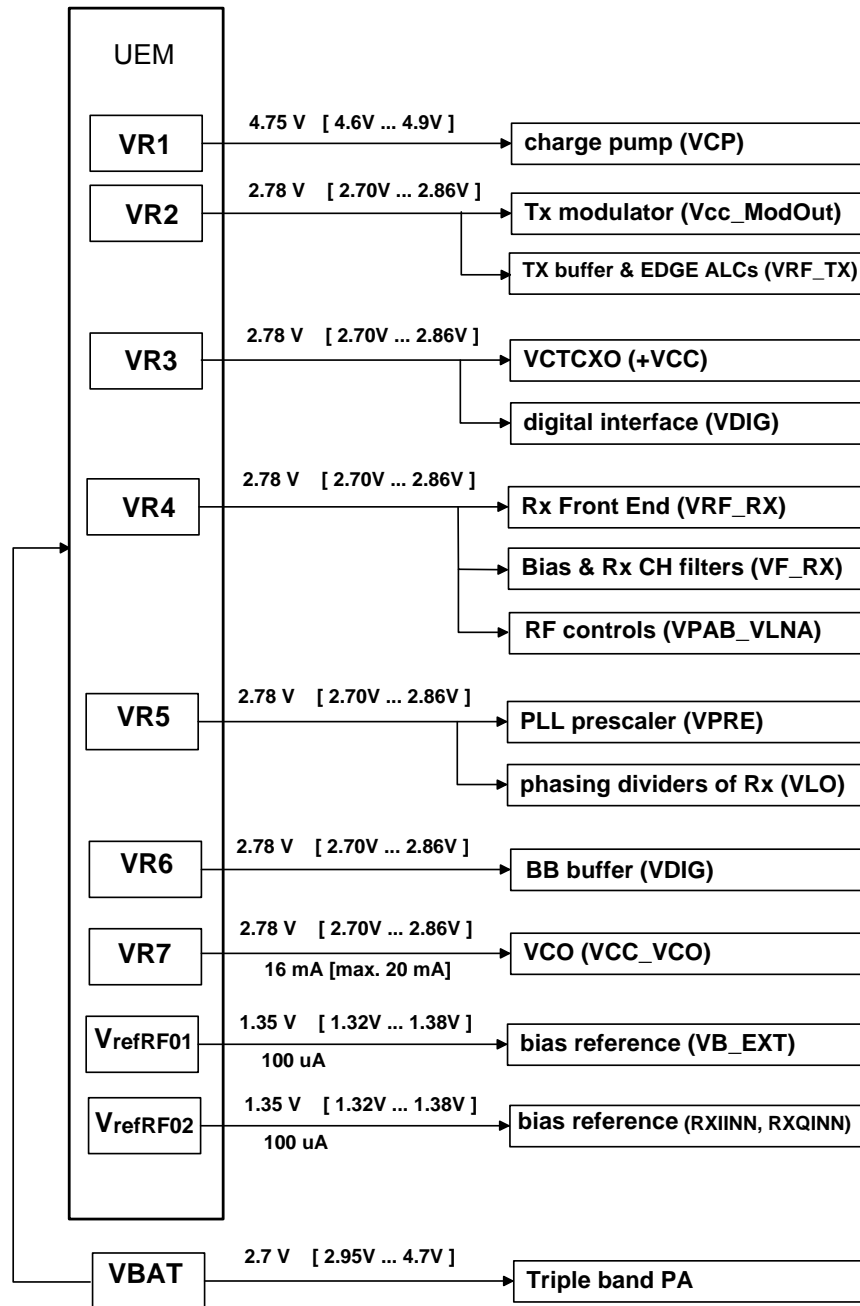 UEM
4.75 V [ 4.6V ... 4.9V ]
VR1
charge pump (VCP)
2.78 V [ 2.70V ... 2.86V ]
VR2
Tx modulator (Vcc_ModOut)
TX buffer & EDGE ALCs (VRF_TX)
2.78 V [ 2.70V ... 2.86V ]
VR3
VCTCXO (+VCC)
digital interface (VDIG)
2.78 V [ 2.70V ... 2.86V ]
VR4
Rx Front End (VRF_RX)
Bias & Rx CH filters (VF_RX)
RF controls (VPAB_VLNA)
2.78 V [ 2.70V ... 2.86V ]
VR5
PLL prescaler (VPRE)
phasing dividers of Rx (VLO)
2.78 V [ 2.70V ... 2.86V ]
VR6
BB buffer (VDIG)
2.78 V [ 2.70V ... 2.86V ]
VR7
VCO (VCC_VCO)
16 mA [max. 20 mA]
1.35 V [ 1.32V ... 1.38V ]
VrefRF01
bias reference (VB_EXT)
100 uA
1.35 V [ 1.32V ... 1.38V ]
VrefRF02
bias reference (RXIINN, RXQINN)
100 uA
2.7 V [ 2.95V ... 4.7V ]
VBAT
Triple band PA